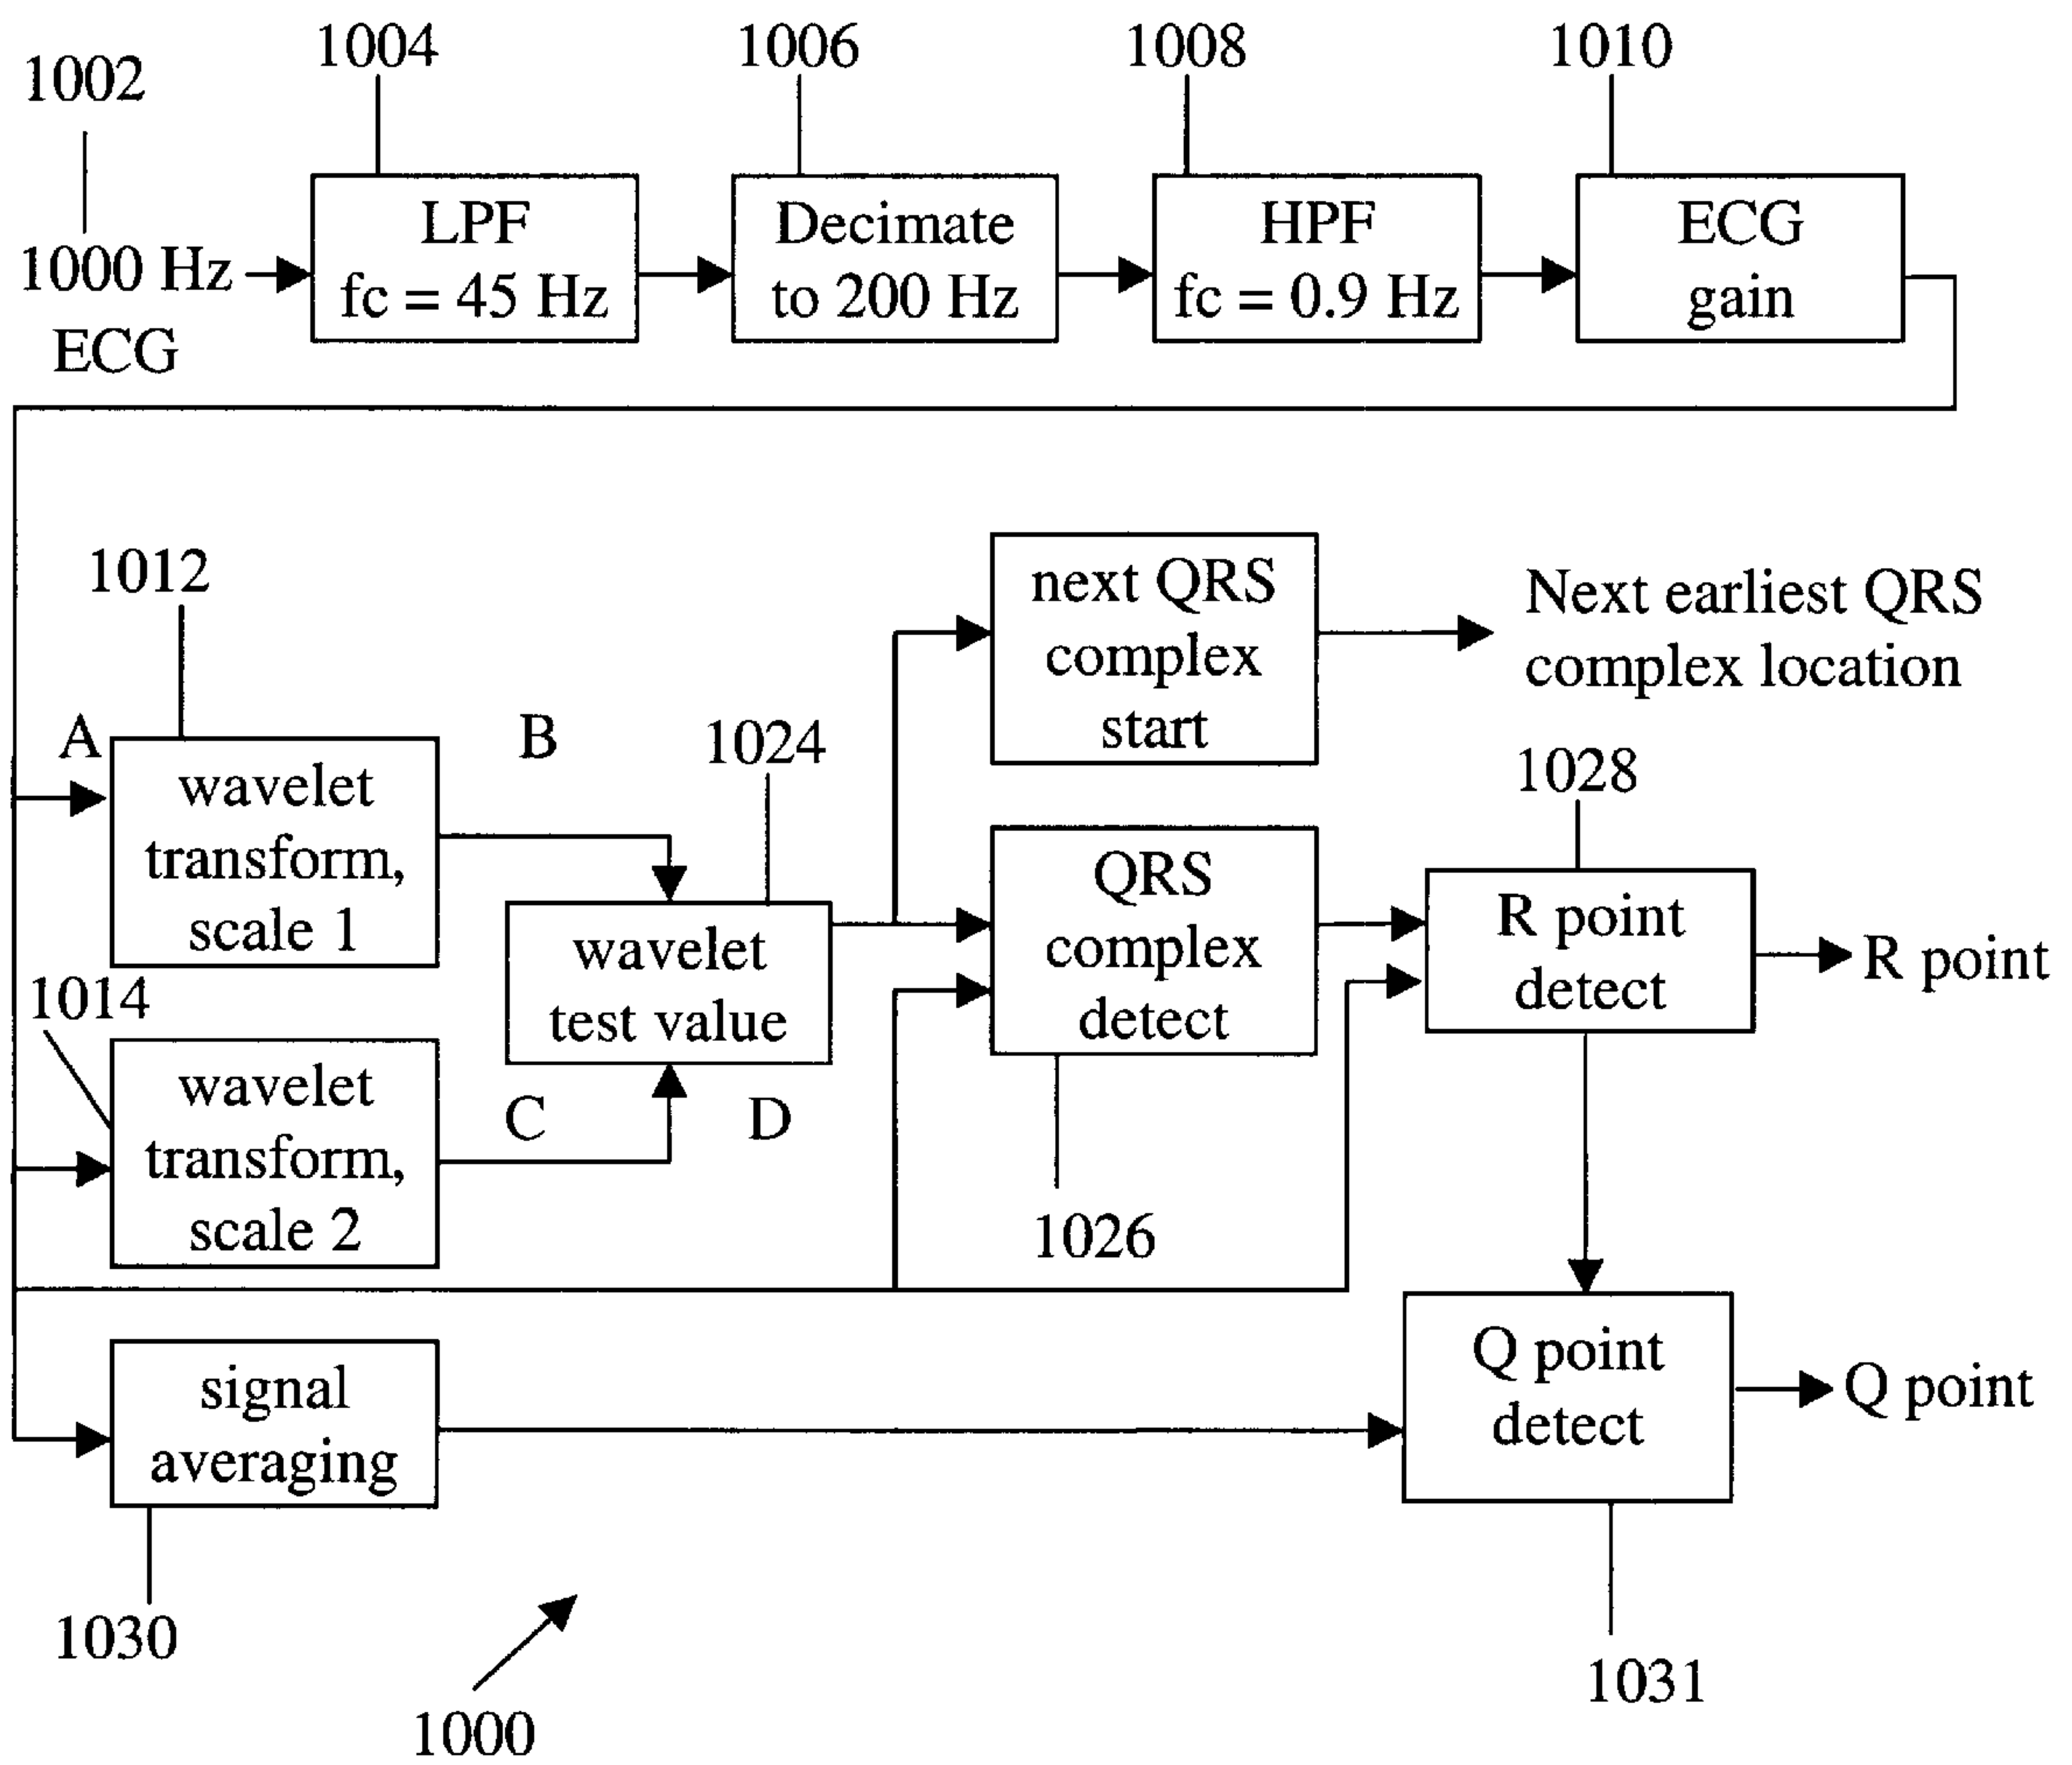 1002
1004
1006
1008
1010
1000 Hz
ECG
LPF
fc = 45 Hz
Decimate
to 200 Hz
HPF
fc = 0.9 Hz
ECG
gain
1012
A
wavelet
transform,
scale 1
B
1024
next QRS
complex
start
Next earliest QRS
complex location
1014
wavelet
transform,
scale 2
C
D
wavelet
test value
QRS
complex
detect
1026
1028
R point
detect
R point
signal
averaging
1030
Q point
detect
Q point
1031
1000